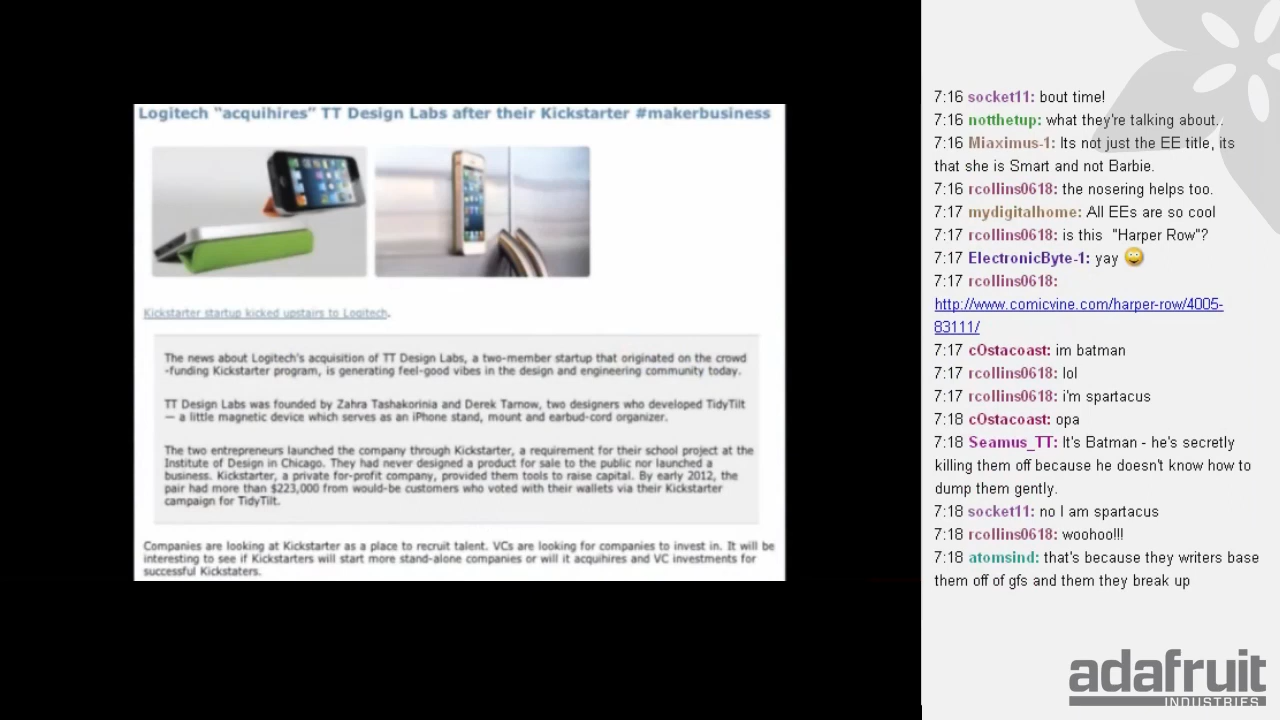 Logitech “acquihires” TT Design Labs after their Kickstarter #makerbusiness
Kickstarter startup kicked upstairs to Logitech.
The news about Logitech's acquisition of TT Design Labs, a two-member startup that originated on the crowd
-funding Kickstarter program, is generating feel-good vibes in the design and engineering community today.
TT Design Labs was founded by Zahra Tashakorinia and Derek Tarnow, two designers who developed TidyTilt
— a little magnetic device which serves as an iPhone stand, mount and earbud-cord organizer.
The two entrepreneurs launched the company through Kickstarter, a requirement for their school project at the
Institute of Design in Chicago. They had never designed a product for sale to the public nor launched a
business. Kickstarter, a private for-profit company, provided them tools to raise capital. By early 2012, the
pair had more than $223,000 from would-be customers who voted with their wallets via their Kickstarter
campaign for TidyTilt.
Companies are looking at Kickstarter as a place to recruit talent. VCs are looking for companies to invest in. It will be
interesting to see if Kickstarters will start more stand-alone companies or will it acquihires and VC investments for
successful Kickstaters.
7:16 socket11: bout time!
7:16 notthetup: what they're talking about..
7:16 Miaximus-1: Its not just the EE title, its
that she is Smart and not Barbie.
7:16 rcollins0618: the nosering helps too.
7:17 mydigitalhome: All EEs are so cool
7:17 rcollins0618: is this "Harper Row"?
7:17 ElectronicByte-1: yay
7:17 rcollins0618:
http://www.comicvine.com/harper-row/4005-
83111/
7:17 cOstacoast: im batman
7:17 rcollins0618: lol
7:17 rcollins0618: i'm spartacus
7:18 cOstacoast: opa
7:18 Seamus_TT: It's Batman - he's secretly
killing them off because he doesn't know how to
dump them gently.
7:18 socket11: no I am spartacus
7:18 rcollins0618: woohoo!!!
7:18 atomsind: that's because they writers base
them off of gfs and them they break up
adafruit
INDUSTRIES